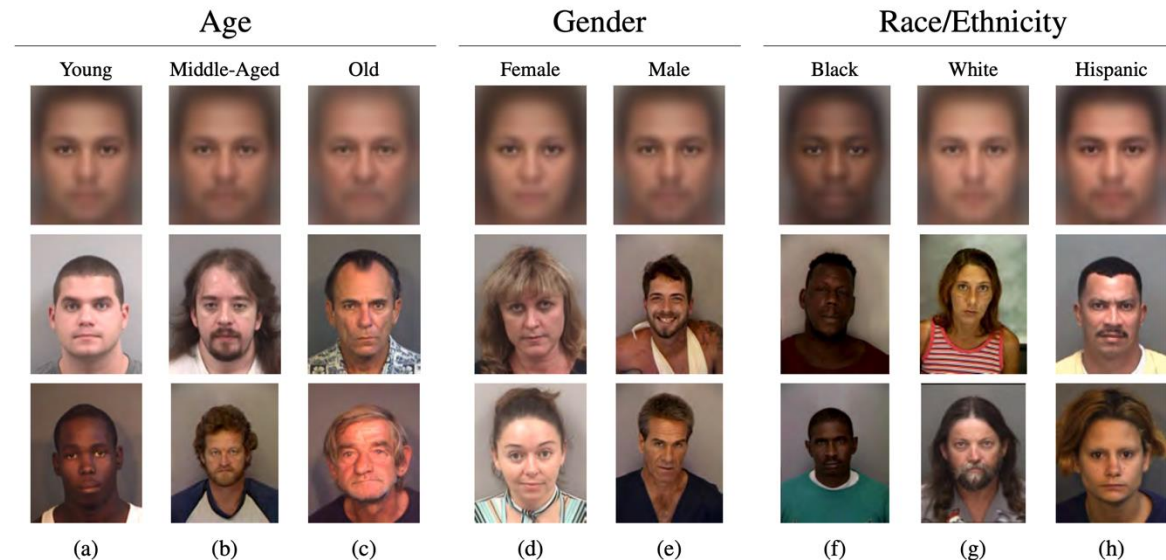 Age Gender Race/Ethnicity
Young Middle-Aged Old Female Male Black White Hispanic
(a) (b) (c) (d) (e) (f) (g) (h)